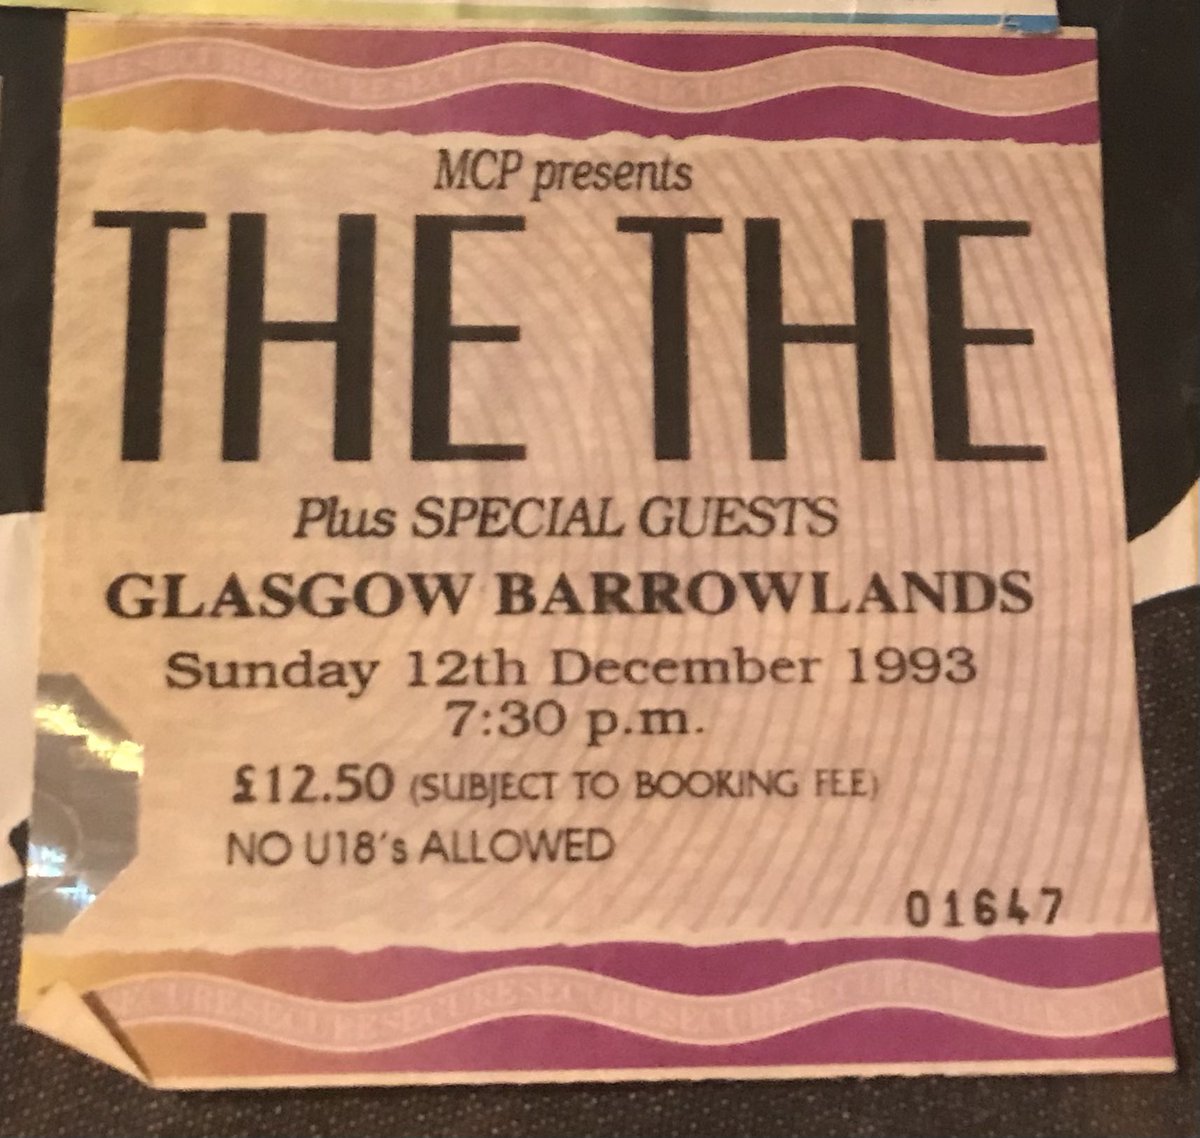 MCP presents
THE THE
Plus SPECIAL GUESTS
GLASGOW BARROWLANDS
Sunday 12th December 1993
7:30 p.m.
£12.50 (SUBJECT TO BOOKING FEE)
NO U18's ALLOWED
01647